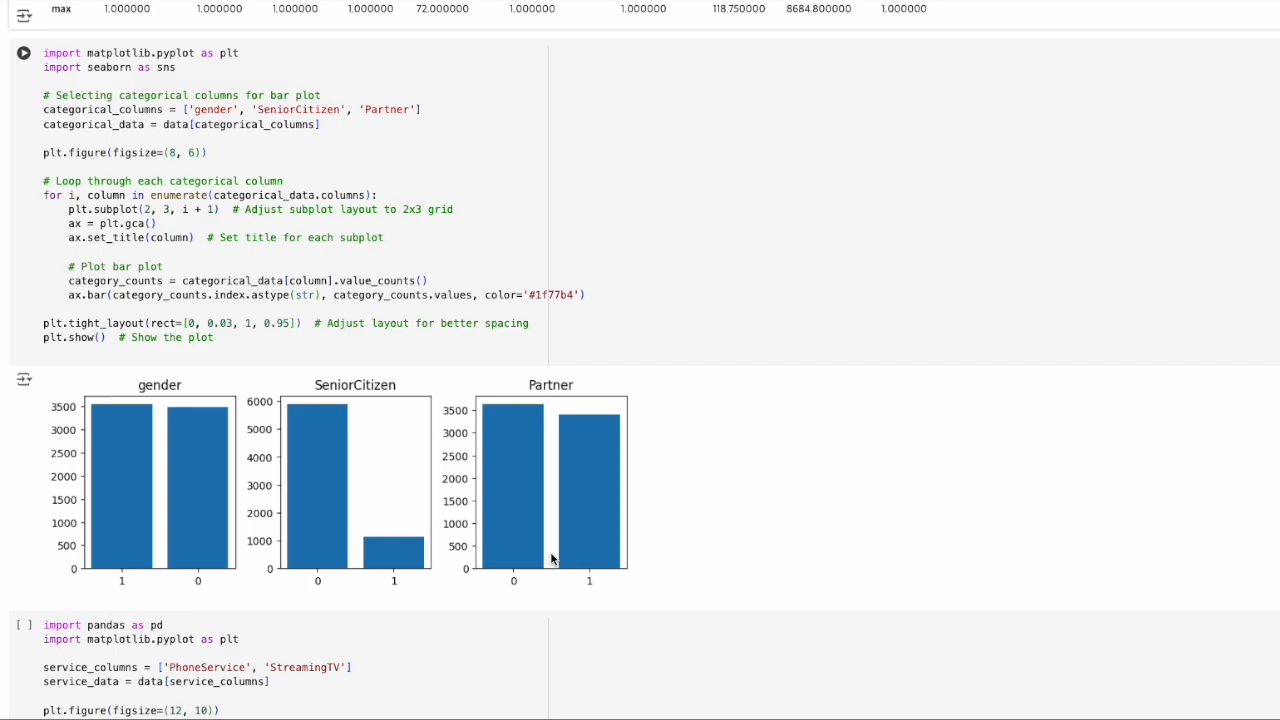 max 1.000000 1.000000 1.000000 1.000000 72.000000 1.000000 1.000000 118.750000 8684.800000 1.000000
import matplotlib.pyplot as plt
import seaborn as sns
# Selecting categorical columns for bar plot
categorical_columns = ['gender', 'SeniorCitizen', 'Partner']
categorical_data = data[categorical_columns]
plt.figure(figsize=(8, 6))
# Loop through each categorical column
for i, column in enumerate(categorical_data.columns):
    plt.subplot(2, 3, i + 1)  # Adjust subplot layout to 2x3 grid
    ax = plt.gca()
    ax.set_title(column)  # Set title for each subplot
    # Plot bar plot
    category_counts = categorical_data[column].value_counts()
    ax.bar(category_counts.index.astype(str), category_counts.values, color='#1f77b4')
plt.tight_layout(rect=[0, 0.03, 1, 0.95])  # Adjust layout for better spacing
plt.show()  # Show the plot
gender
3500
3000
2500
2000
1500
1000
500
0
1 0
SeniorCitizen
6000
5000
4000
3000
2000
1000
0
0 1
Partner
3500
3000
2500
2000
1500
1000
500
0
0 1
[ ] import pandas as pd
import matplotlib.pyplot as plt
service_columns = ['PhoneService', 'StreamingTV']
service_data = data[service_columns]
plt.figure(figsize=(12, 10))